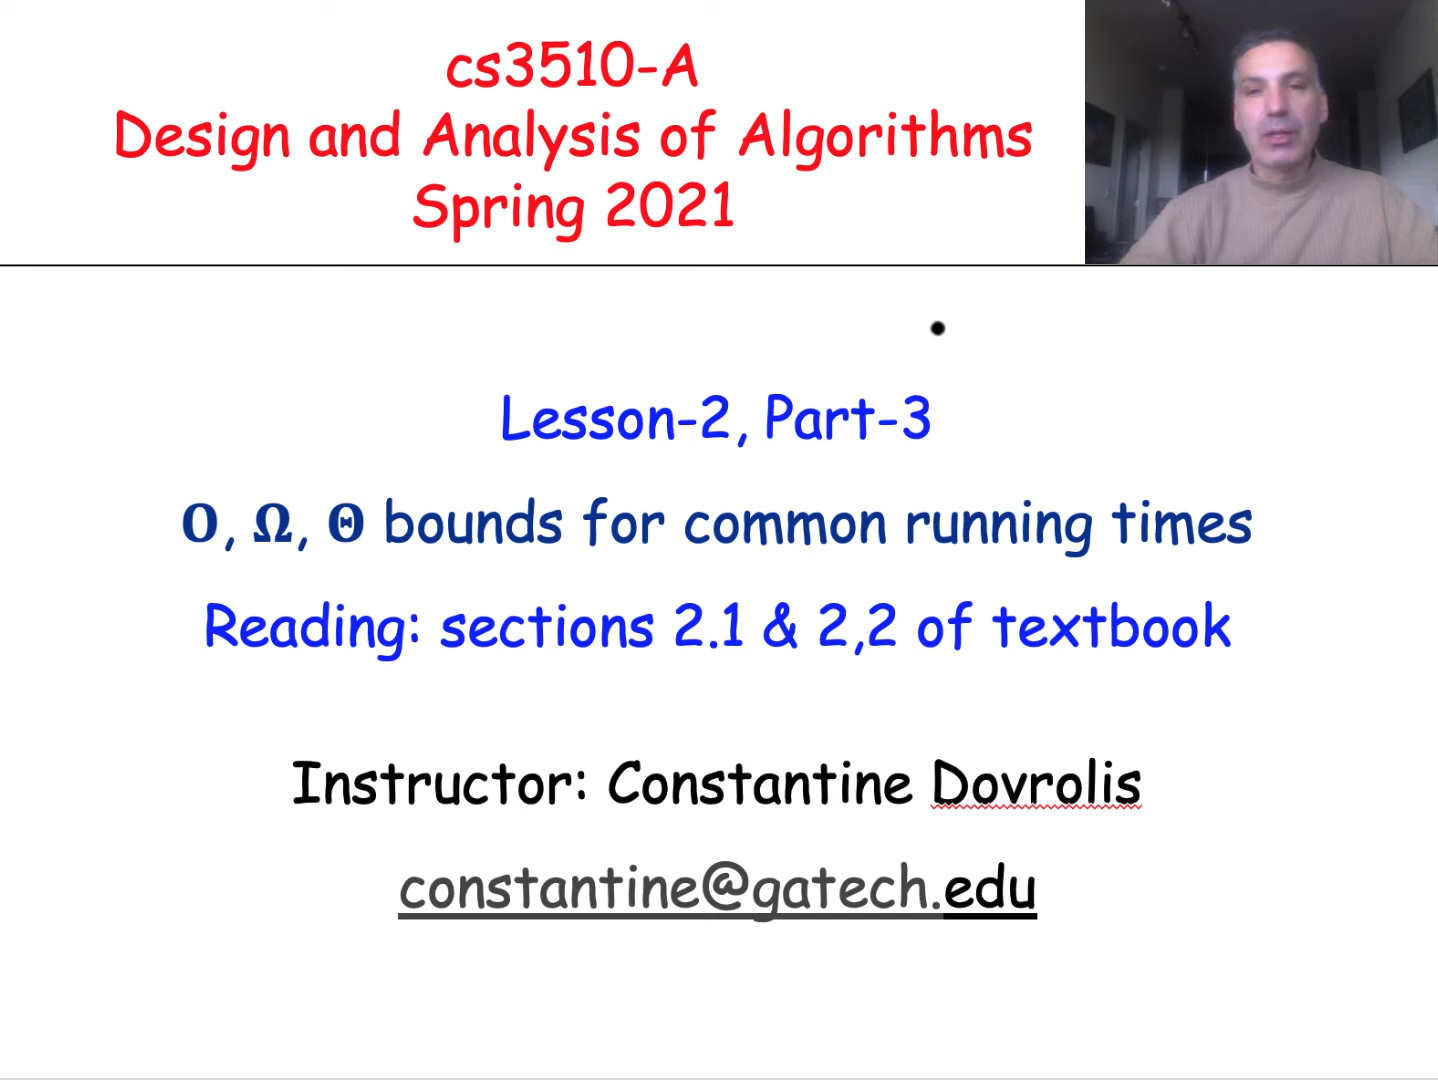 cs3510-A
Design and Analysis of Algorithms
Spring 2021
Lesson-2, Part-3
O, Ω, Θ bounds for common running times
Reading: sections 2.1 & 2,2 of textbook
Instructor: Constantine Dovrolis
constantine@gatech.edu